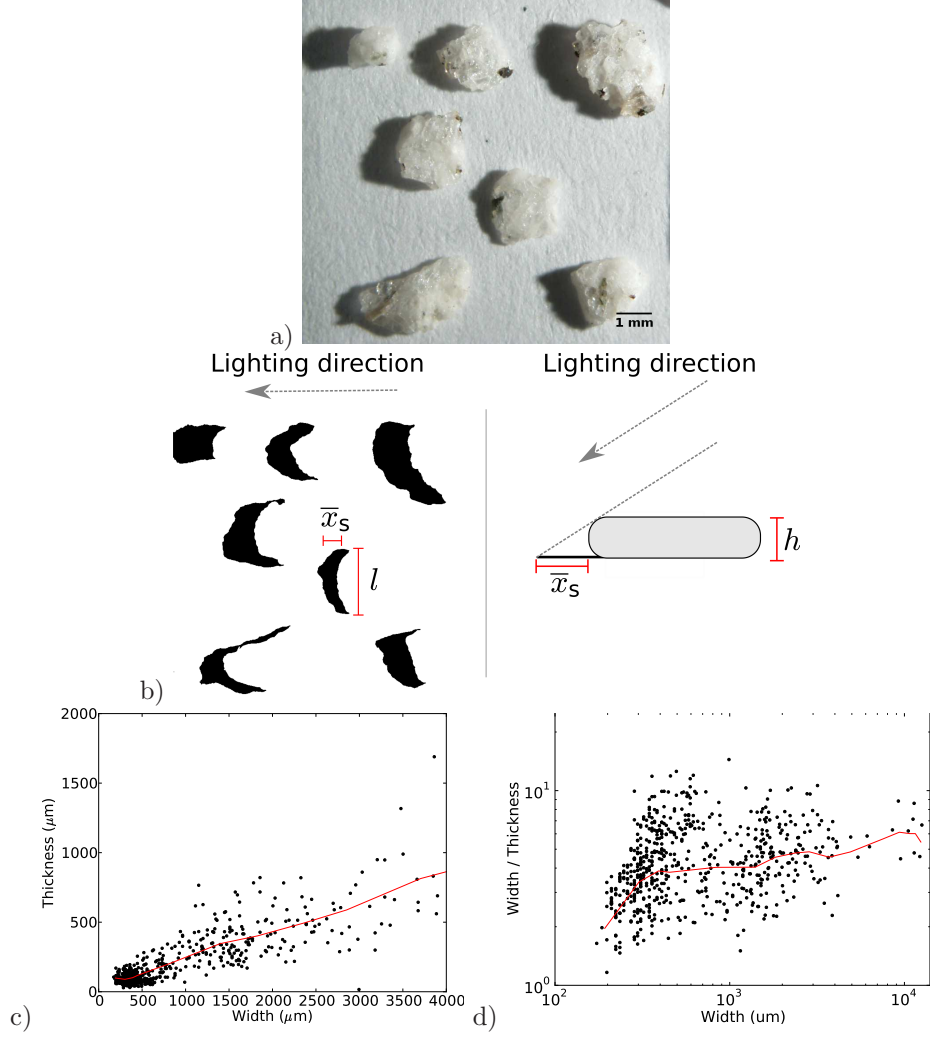 1 mm
a)
Lighting direction
Lighting direction
x̅s
l
h
x̅s
b)
2000
1500
1000
500
0
Thickness (μm)
0 500 1000 1500 2000 2500 3000 3500 4000
Width (μm)
c)
10¹
10⁰
Width / Thickness
10² 10³ 10⁴
Width (um)
d)